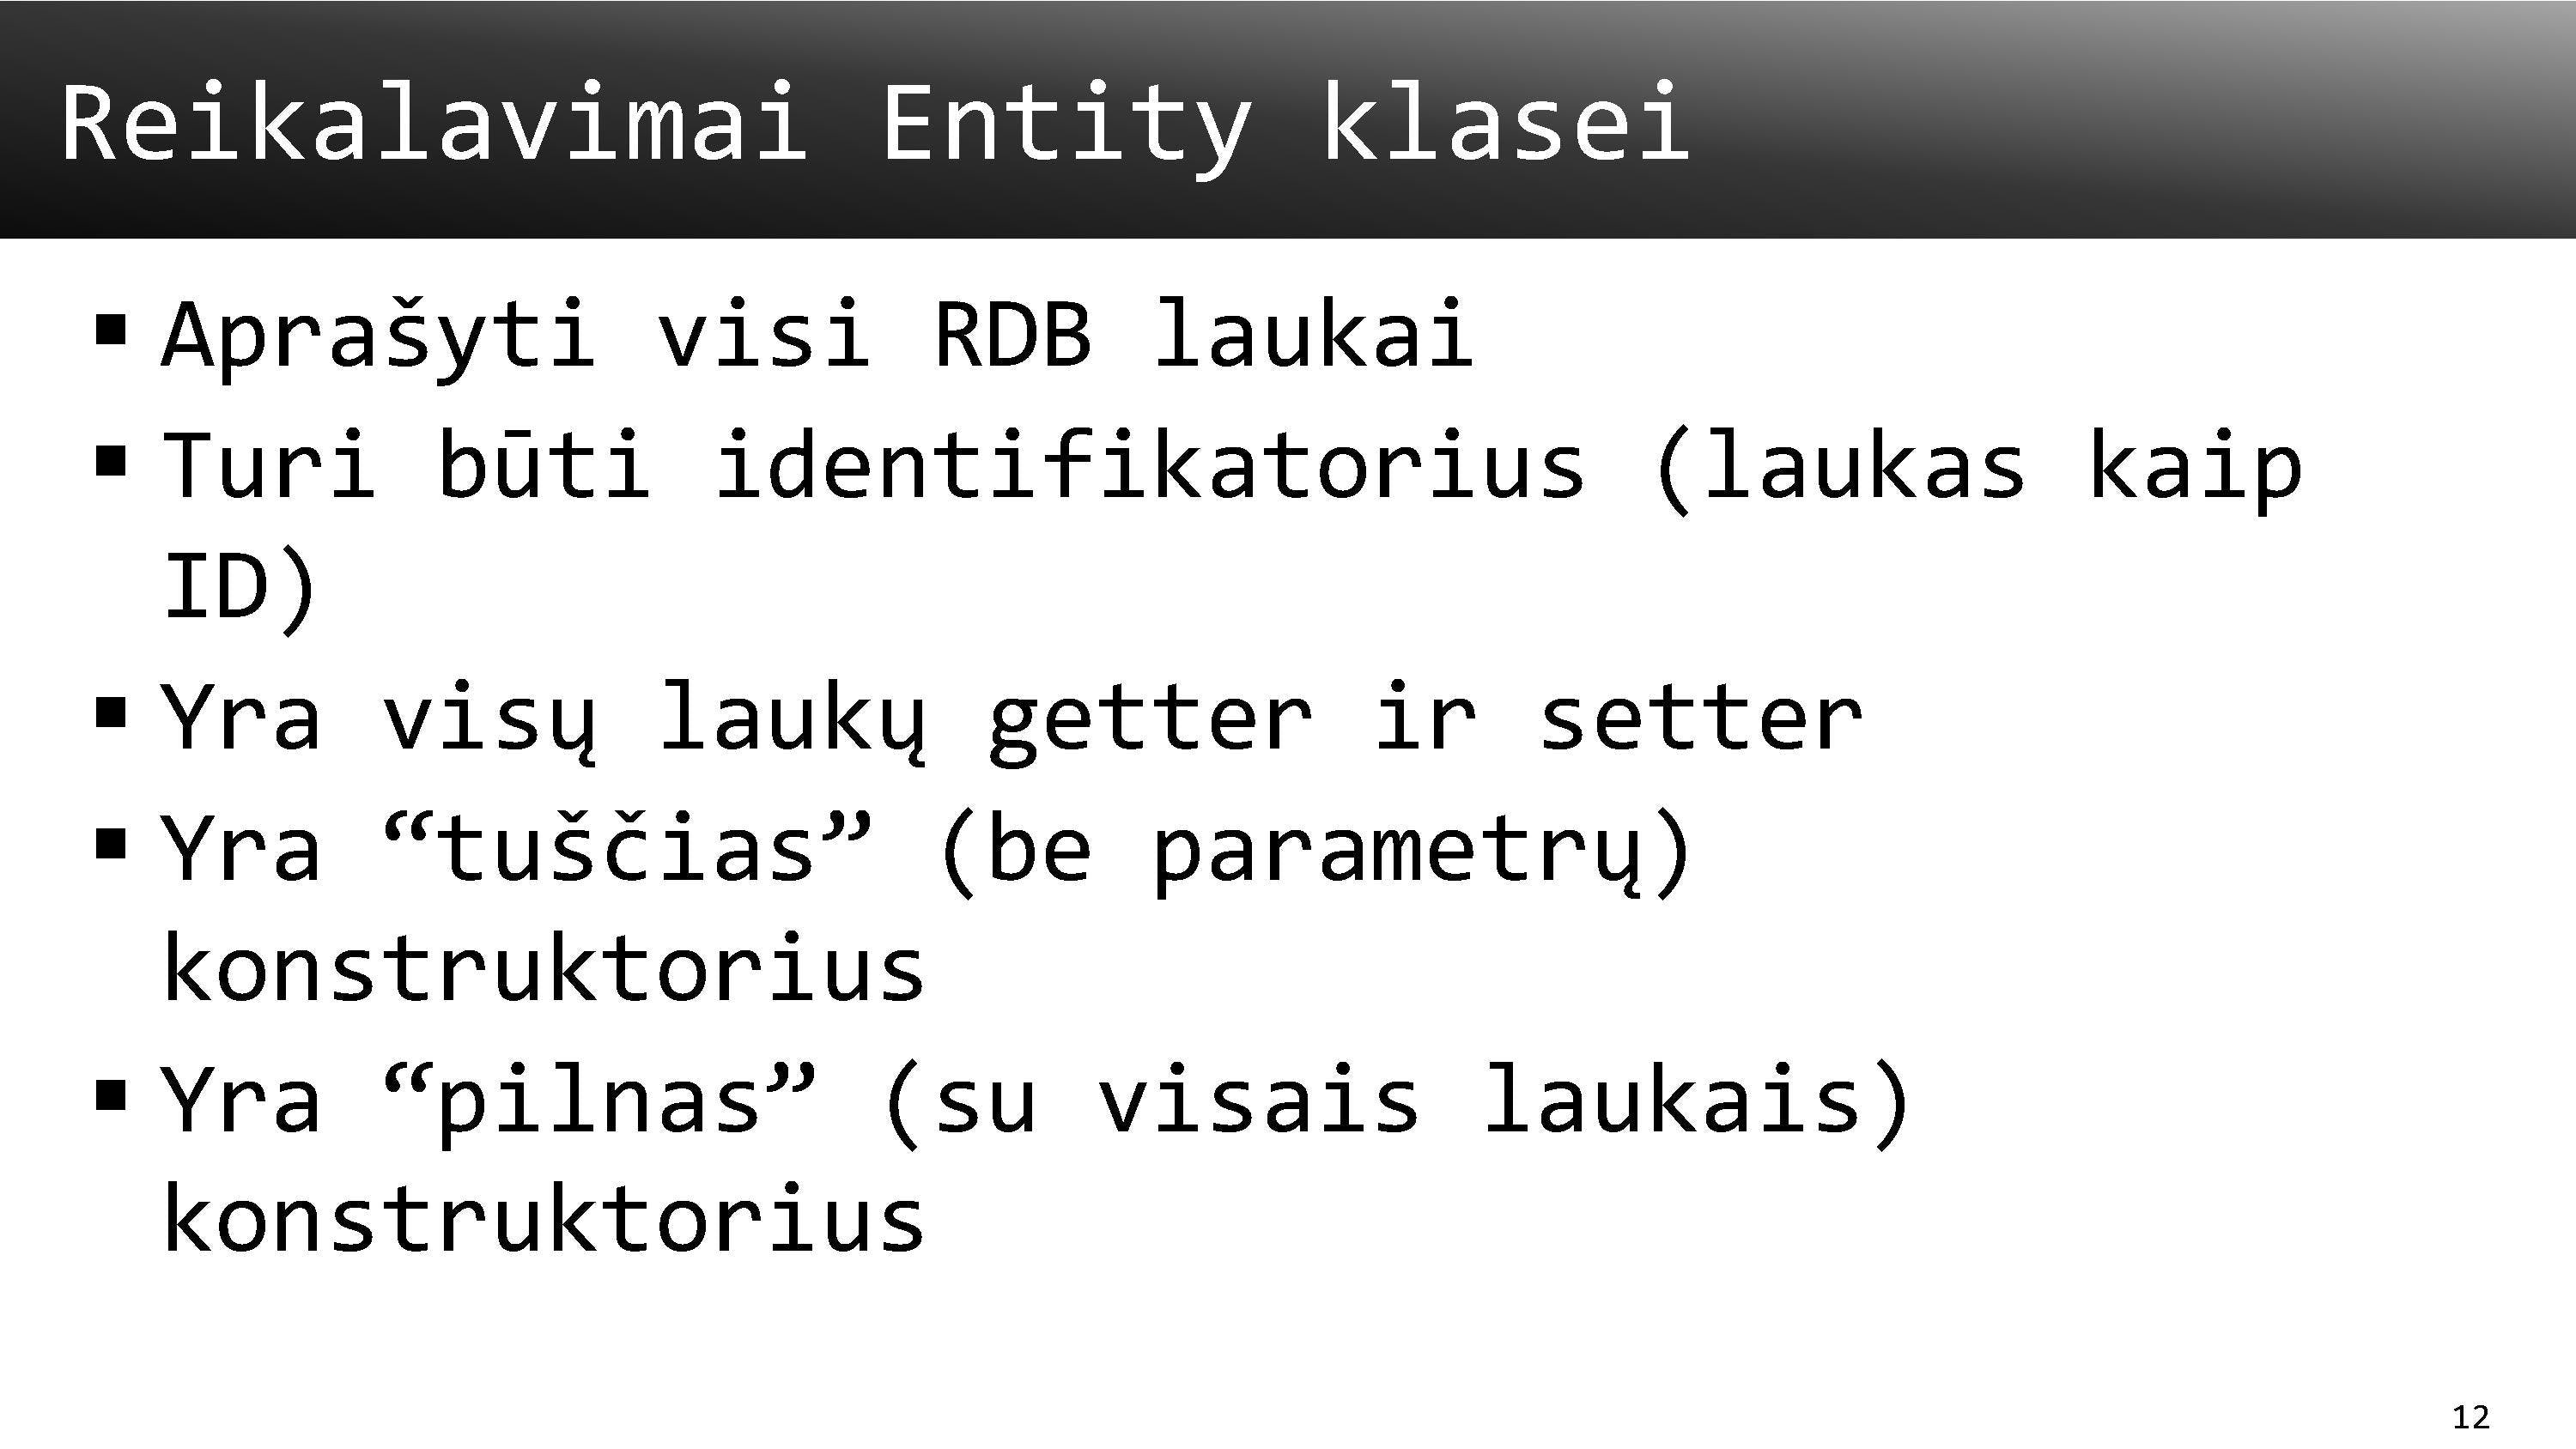 Reikalavimai Entity klasei
▪ Aprašyti visi RDB laukai
▪ Turi būti identifikatorius (laukas kaip
ID)
▪ Yra visų laukų getter ir setter
▪ Yra “tuščias” (be parametrų)
konstruktorius
▪ Yra “pilnas” (su visais laukais)
konstruktorius
12